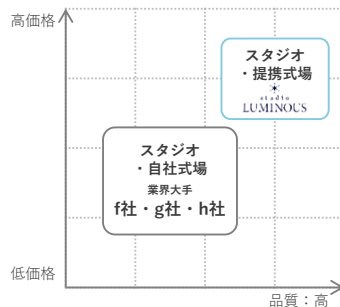 高価格
スタジオ
・提携式場
studio
LUMINOUS
スタジオ
・自社式場
業界大手
f社・g社・h社
低価格
品質：高